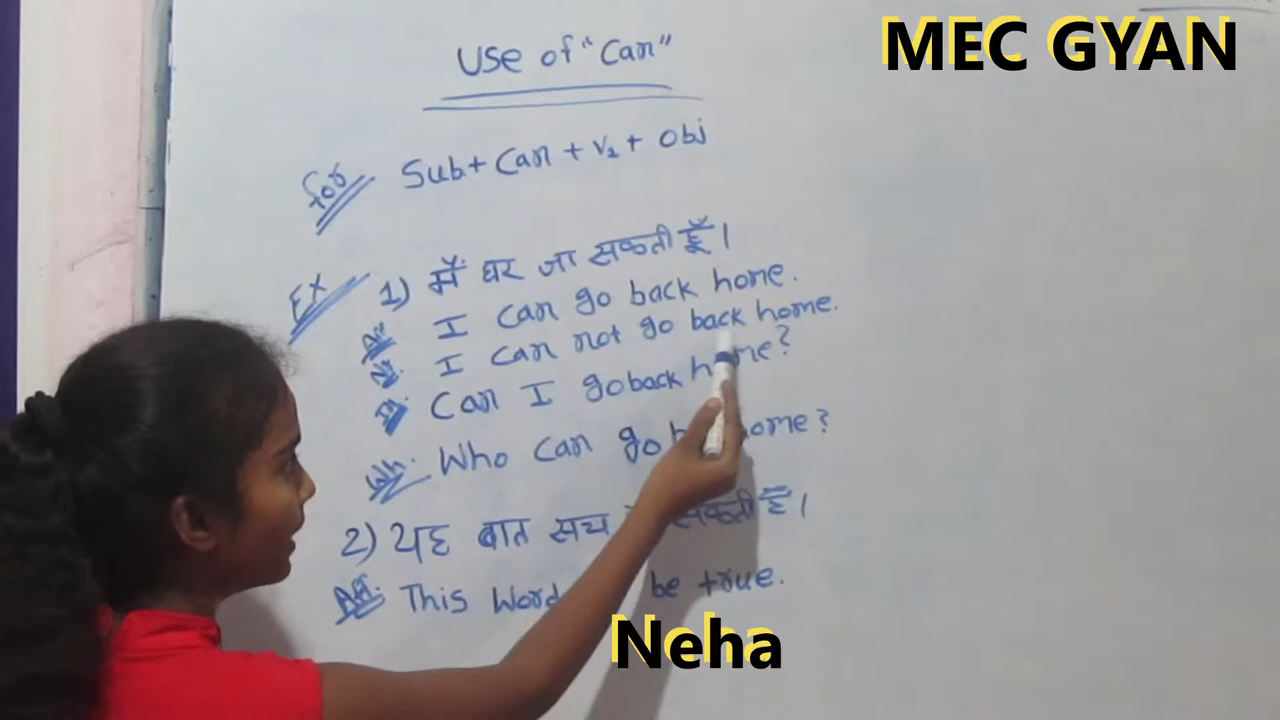 MEC GYAN
Use of "Can"
for Sub + Can + V1 + Obj
Ex 1) मैं घर जा सकती हूँ।
I can go back home.
I can not go back home.
Can I go back home?
Wh: Who can go home?
2) यह बात सच सकती है।
This Word be true.
Neha